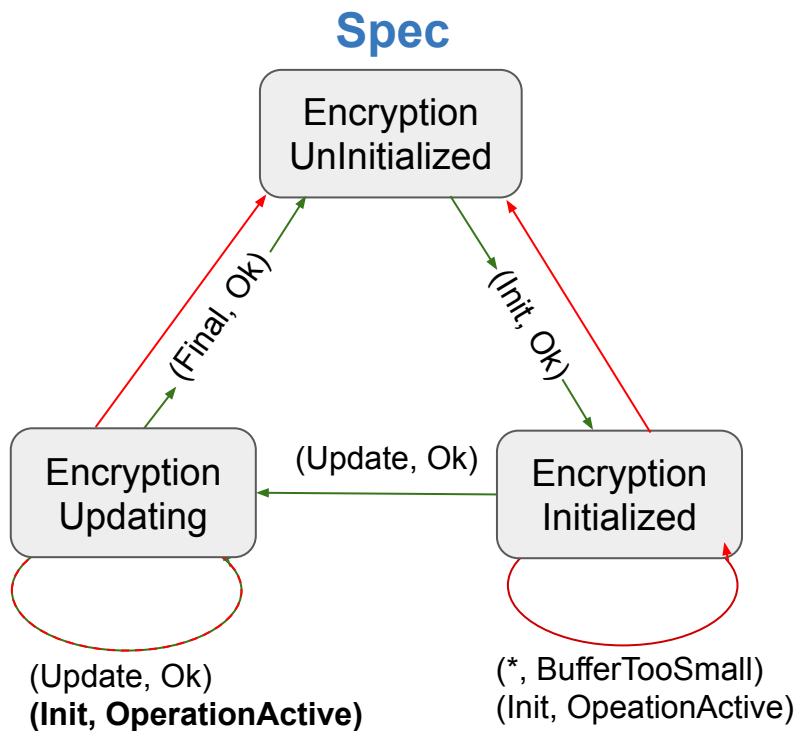 Spec
Encryption
UnInitialized
(Final, Ok)
(Init, Ok)
(Update, Ok)
Encryption
Updating
Encryption
Initialized
(Update, Ok)
(Init, OperationActive)
(*, BufferTooSmall)
(Init, OpeationActive)